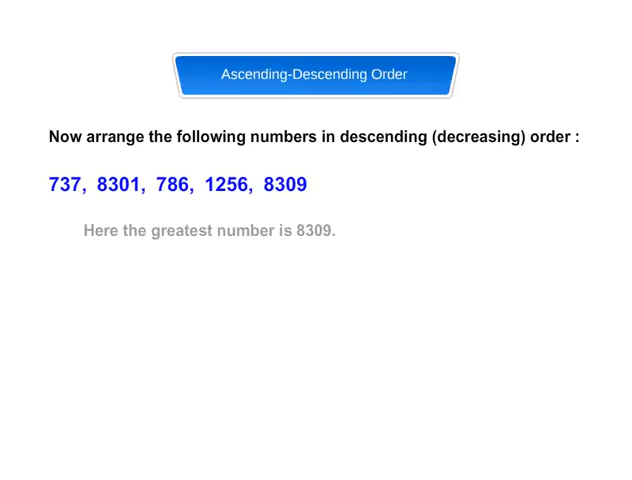 Ascending-Descending Order
Now arrange the following numbers in descending (decreasing) order :
737, 8301, 786, 1256, 8309
Here the greatest number is 8309.